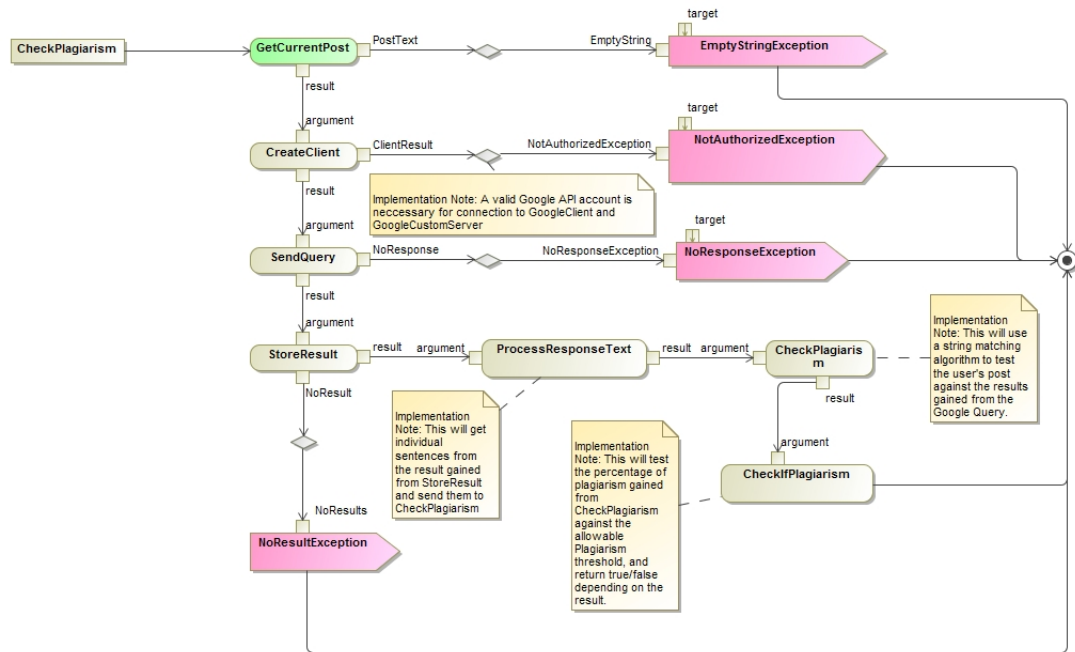 target
CheckPlagiarism
GetCurrentPost
PostText
EmptyString
EmptyStringException
result
target
argument
CreateClient
ClientResult
NotAuthorizedException
NotAuthorizedException
result
Implementation Note: A valid Google API account is
neccessary for connection to GoogleClient and
GoogleCustomServer
target
argument
SendQuery
NoResponse
NoResponseException
NoResponseException
result
argument
StoreResult
result
argument
ProcessResponseText
result
argument
CheckPlagiaris
m
result
Implementation
Note: This will use
a string matching
algorithm to test
the user's post
against the results
gained from the
Google Query.
NoResult
Implementation
Note: This will get
individual
sentences from
the result gained
from StoreResult
and send them to
CheckPlagiarism
Implementation
Note: This will test
the percentage of
plagiarism gained
from
CheckPlagiarism
against the
allowable
Plagiarism
threshold, and
return true/false
depending on the
result.
argument
CheckIfPlagiarism
NoResults
NoResultException